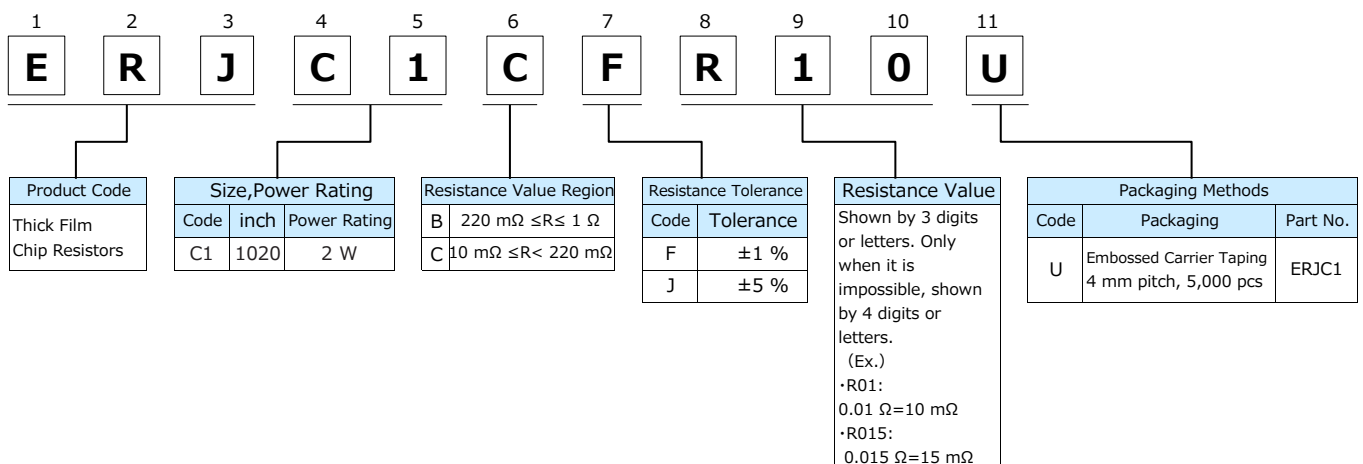 1 2 3 4 5 6 7 8 9 10 11
E R J C 1 C F R 1 0 U
Product Code
Thick Film
Chip Resistors
Size,Power Rating
Code inch Power Rating
C1 1020 2 W
Resistance Value Region
B 220 mΩ ≤R≤ 1 Ω
C 10 mΩ ≤R< 220 mΩ
Resistance Tolerance
Code Tolerance
F ±1 %
J ±5 %
Resistance Value
Shown by 3 digits
or letters. Only
when it is
impossible, shown
by 4 digits or
letters.
(Ex.)
・R01:
0.01 Ω=10 mΩ
・R015:
0.015 Ω=15 mΩ
Packaging Methods
Code Packaging Part No.
U Embossed Carrier Taping ERJC1
4 mm pitch, 5,000 pcs